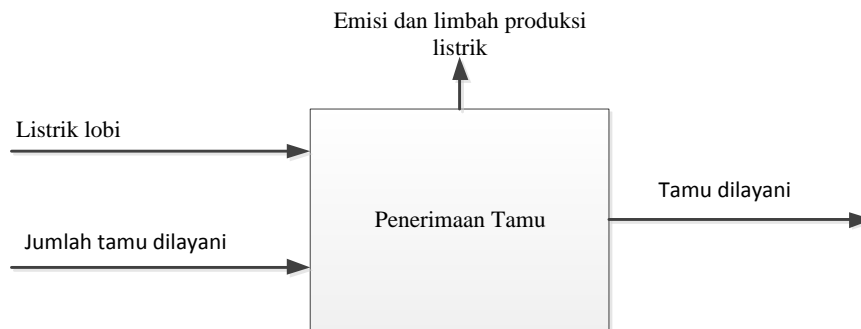 Emisi dan limbah produksi
listrik
Listrik lobi
Tamu dilayani
Penerimaan Tamu
Jumlah tamu dilayani